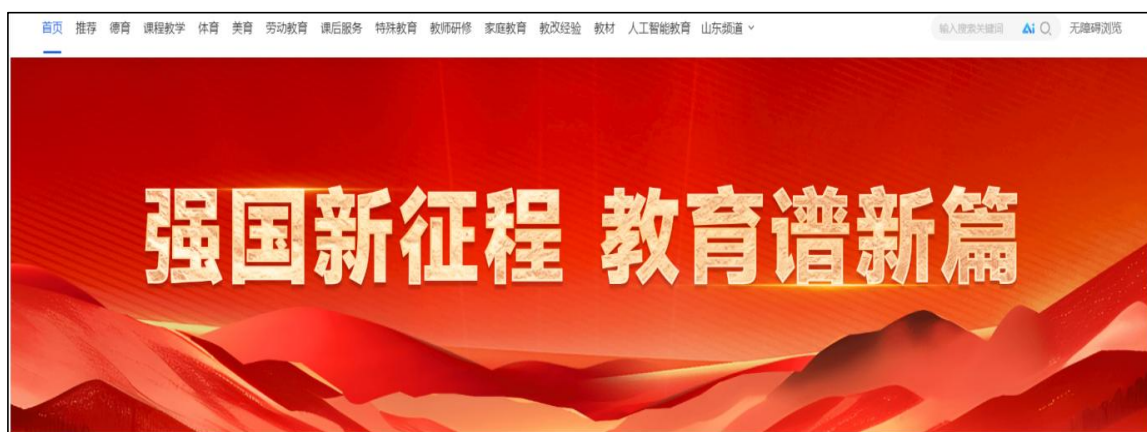 首页 推荐 德育 课程教学 体育 美育 劳动教育 课后服务 特殊教育 教师研修 家庭教育 教改经验 教材 人工智能教育 山东频道 输入搜索关键词 Ai 无障碍浏览
强国新征程 教育谱新篇